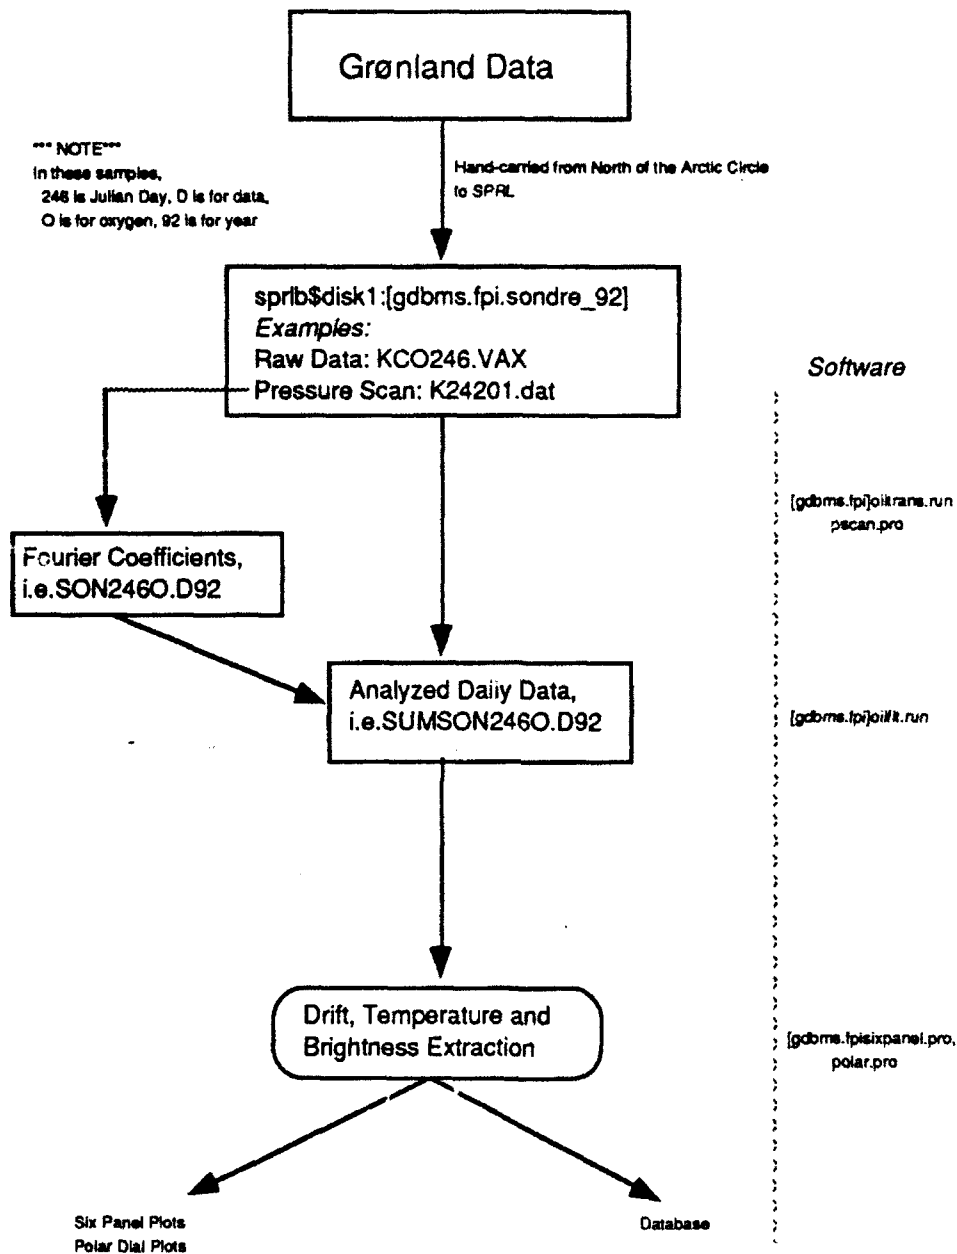 Grønland Data
*** NOTE***
In these samples,
246 is Julian Day, D is for data,
O is for oxygen, 92 is for year
Hand-carried from North of the Arctic Circle
to SPRL
sprlb$disk1:[gdbms.fpi.sondre_92]
Examples:
Raw Data: KCO246.VAX
Pressure Scan: K24201.dat
Software
[gdbms.fpi]oiltrans.run
pscan.pro
Fourier Coefficients,
i.e.SON246O.D92
Analyzed Daily Data,
i.e.SUMSON246O.D92
[gdbms.fpi]oilfit.run
Drift, Temperature and
Brightness Extraction
[gdbms.fpisixpanel.pro,
polar.pro
Six Panel Plots
Polar Dial Plots
Database